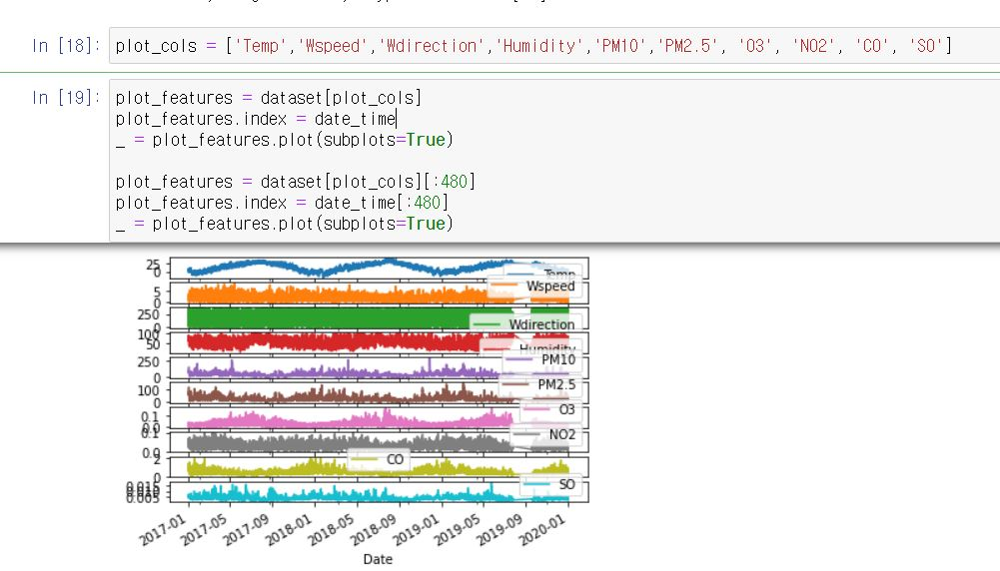 In [18]: plot_cols = ['Temp','Wspeed','Wdirection','Humidity','PM10','PM2.5', 'O3', 'NO2', 'CO', 'SO']
In [19]: plot_features = dataset[plot_cols]
plot_features.index = date_time
_ = plot_features.plot(subplots=True)
plot_features = dataset[plot_cols][:480]
plot_features.index = date_time[:480]
_ = plot_features.plot(subplots=True)
25
0
Temp
5
0
Wspeed
250
0
Wdirection
100
50
Humidity
250
0
PM10
100
0
PM2.5
0.1
0.0
O3
0.1
0.0
NO2
2
0
CO
0.015
0.010
0.005
SO
2017-01 2017-05 2017-09 2018-01 2018-05 2018-09 2019-01 2019-05 2019-09 2020-01
Date